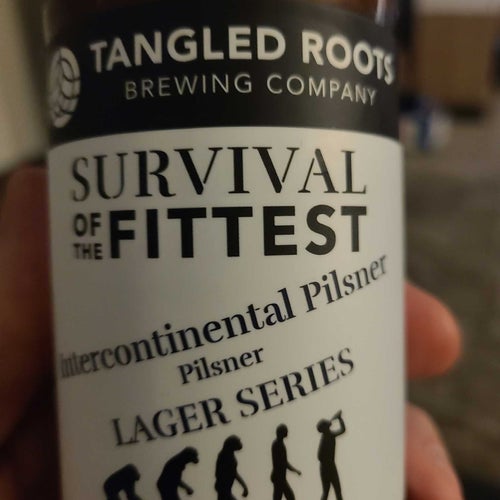 TANGLED ROOTS
BREWING COMPANY
SURVIVAL
OF THE FITTEST
Intercontinental Pilsner
Pilsner
LAGER SERIES